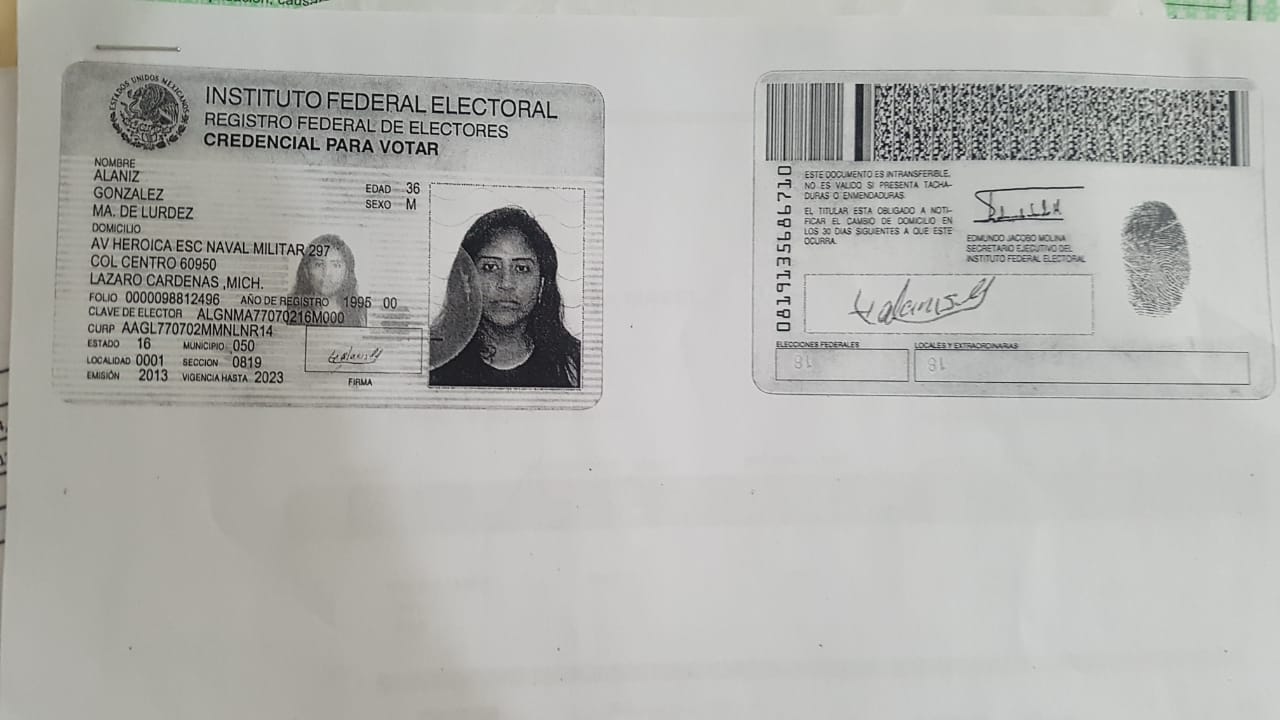 ESTADOS UNIDOS MEXICANOS
INSTITUTO FEDERAL ELECTORAL
REGISTRO FEDERAL DE ELECTORES
CREDENCIAL PARA VOTAR
NOMBRE
ALANIZ
GONZALEZ
MA. DE LURDEZ
EDAD 36
SEXO M
DOMICILIO
AV HEROICA ESC NAVAL MILITAR 297
COL CENTRO 60950
LAZARO CARDENAS ,MICH.
FOLIO 0000098812496 AÑO DE REGISTRO 1995 00
CLAVE DE ELECTOR ALGNMA77070216M000
CURP AAGL770702MMNLNR14
ESTADO 16 MUNICIPIO 050
LOCALIDAD 0001 SECCION 0819
EMISIÓN 2013 VIGENCIA HASTA 2023
FIRMA
0819135686710
ESTE DOCUMENTO ES INTRANSFERIBLE.
NO ES VALIDO SI PRESENTA TACHA-
DURAS O ENMENDADURAS.
EL TITULAR ESTA OBLIGADO A NOTI-
FICAR EL CAMBIO DE DOMICILIO EN
LOS 30 DIAS SIGUIENTES A QUE ESTE
OCURRA.
EDMUNDO JACOBO MOLINA
SECRETARIO EJECUTIVO DEL
INSTITUTO FEDERAL ELECTORAL
ELECCIONES FEDERALES
LOCALES Y EXTRAORDINARIAS